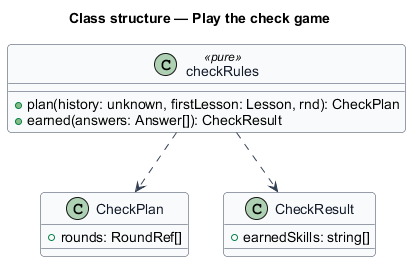 Class structure — Play the check game
C
«pure»
checkRules
plan(history: unknown, firstLesson: Lesson, rnd): CheckPlan
earned(answers: Answer[]): CheckResult
C CheckPlan
rounds: RoundRef[]
C CheckResult
earnedSkills: string[]